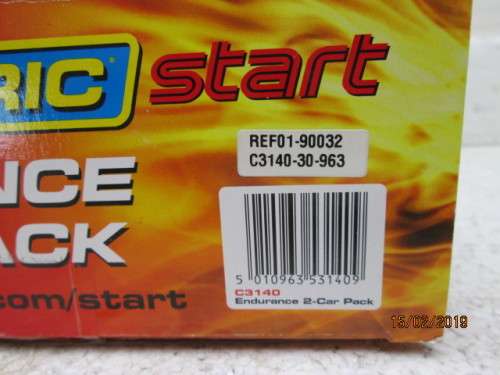 RIC start
REF01-90032
C3140-30-963
NCE
ACK
.com/start
5 010963 531409
C3140
Endurance 2-Car Pack
15/02/2019